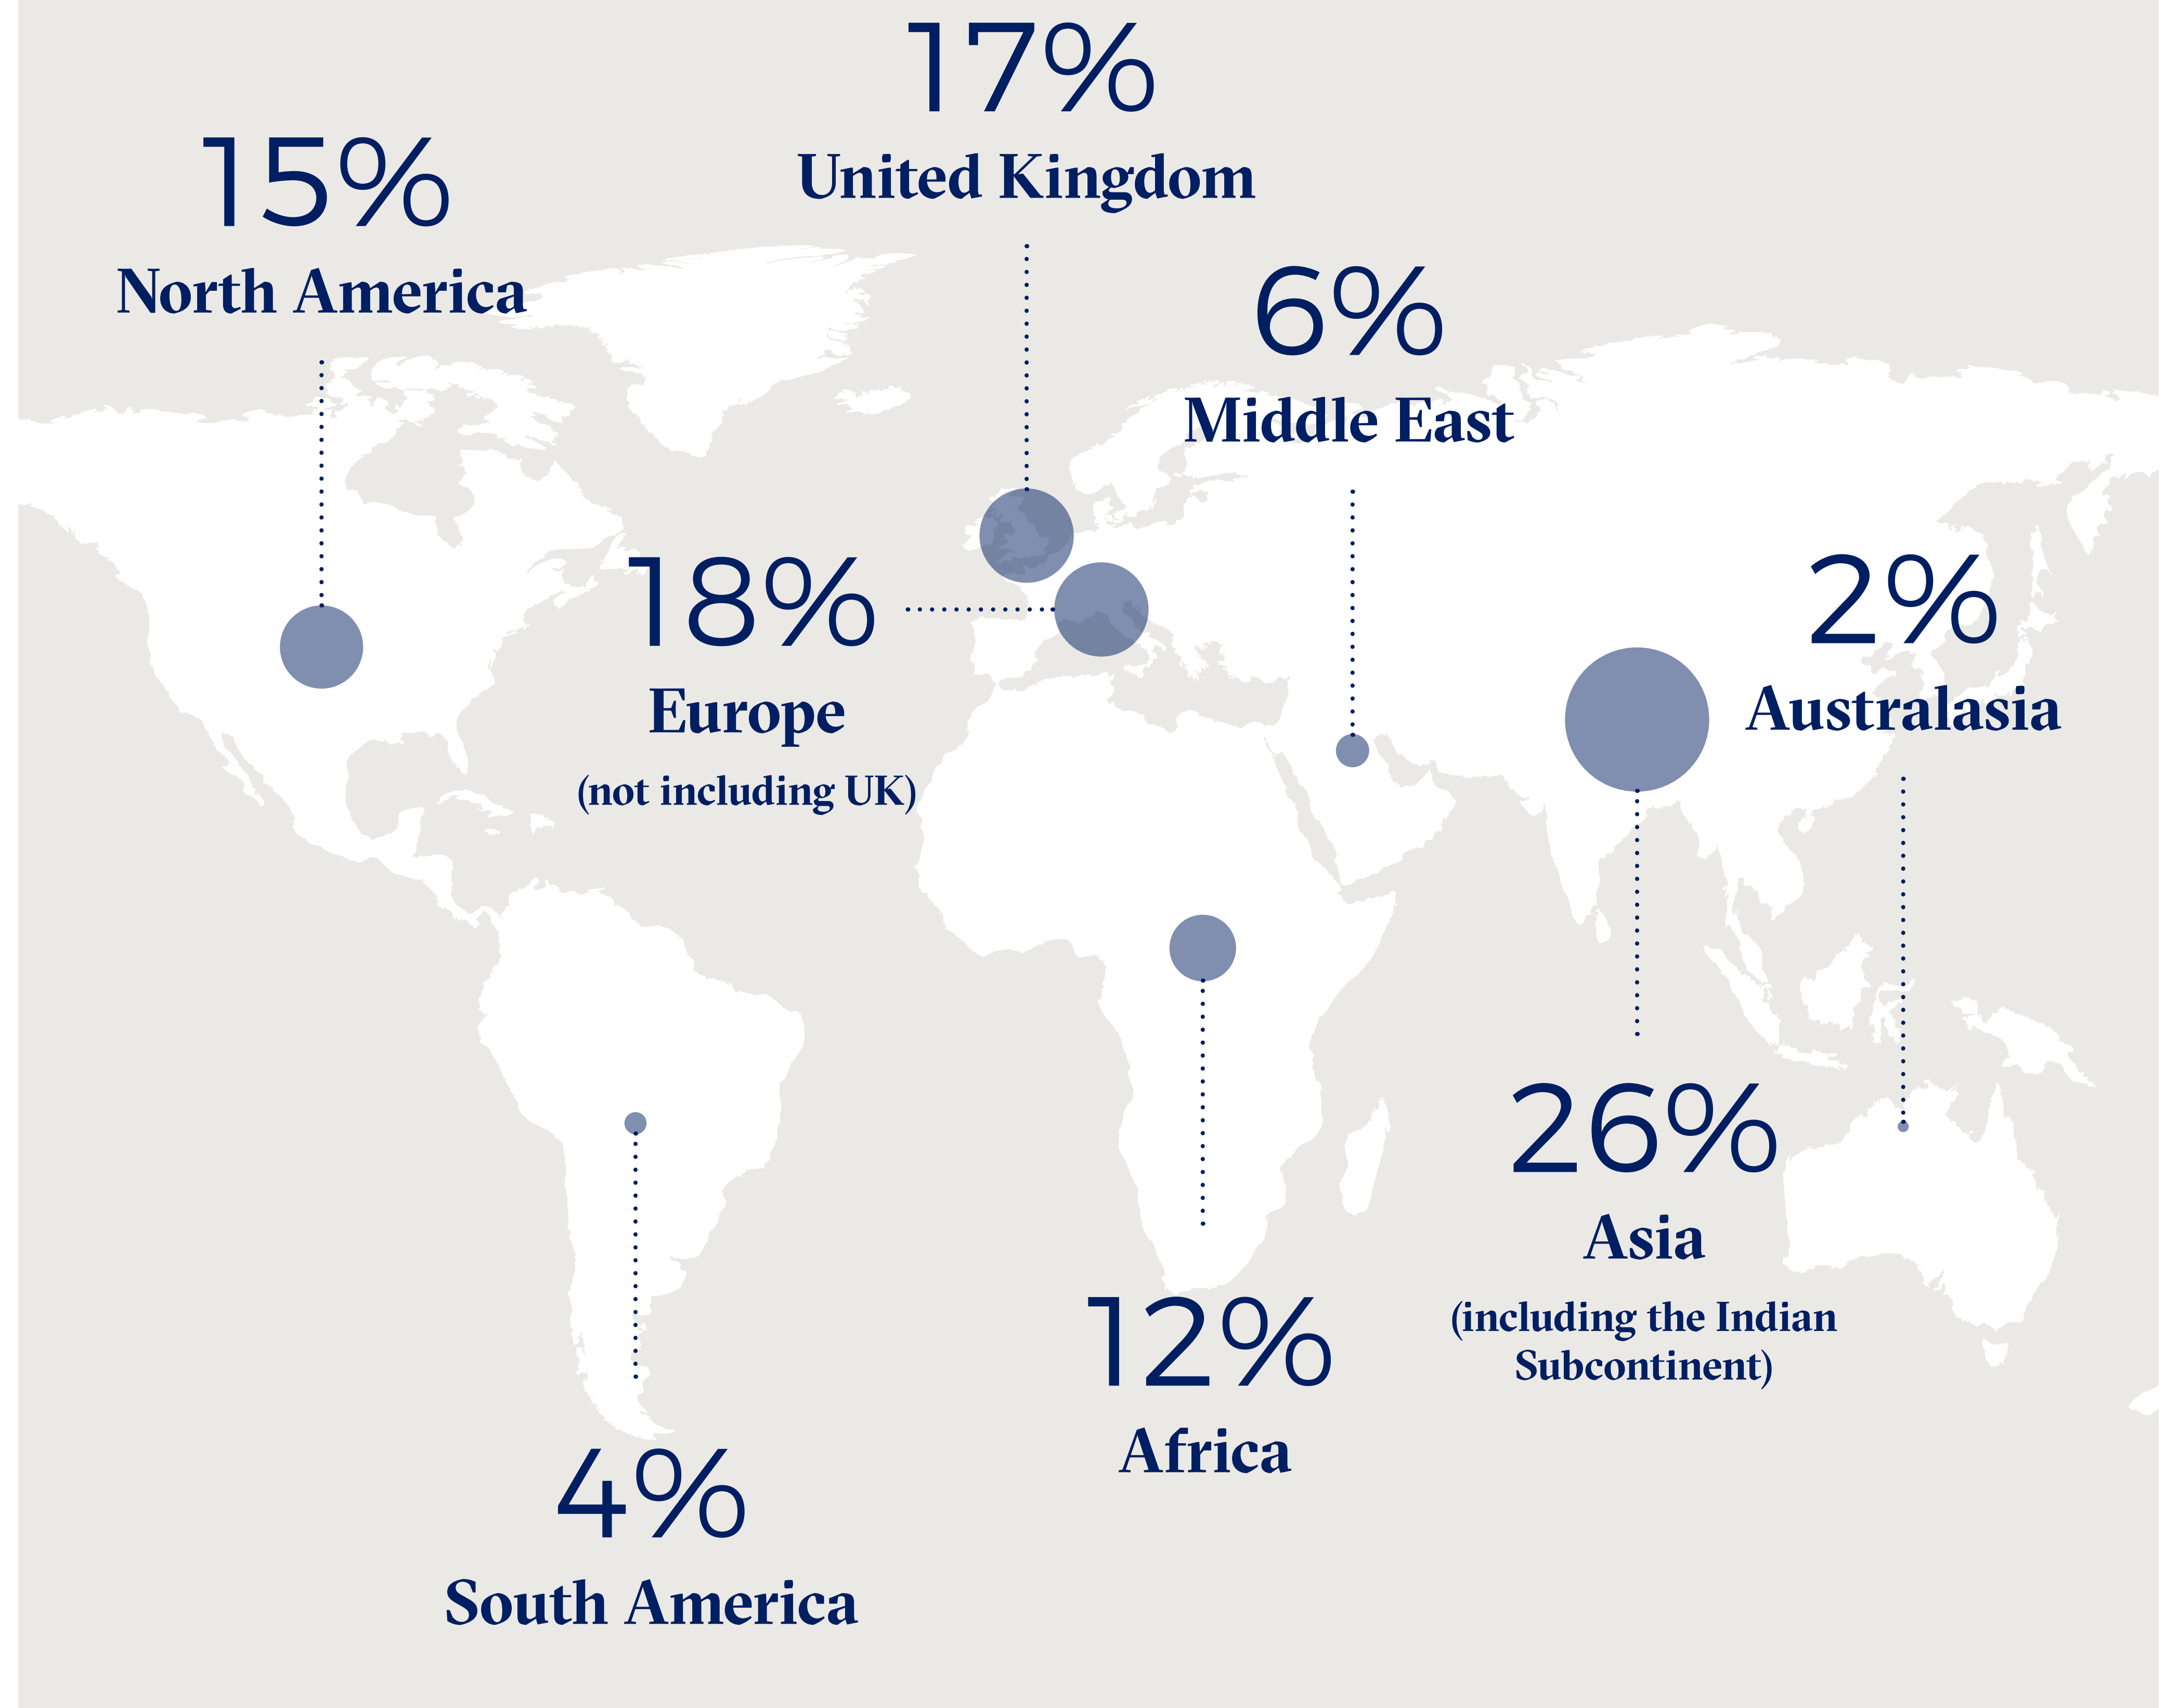 17%
United Kingdom
15%
North America
6%
Middle East
18%
Europe
(not including UK)
2%
Australasia
26%
Asia
(including the Indian
Subcontinent)
12%
Africa
4%
South America